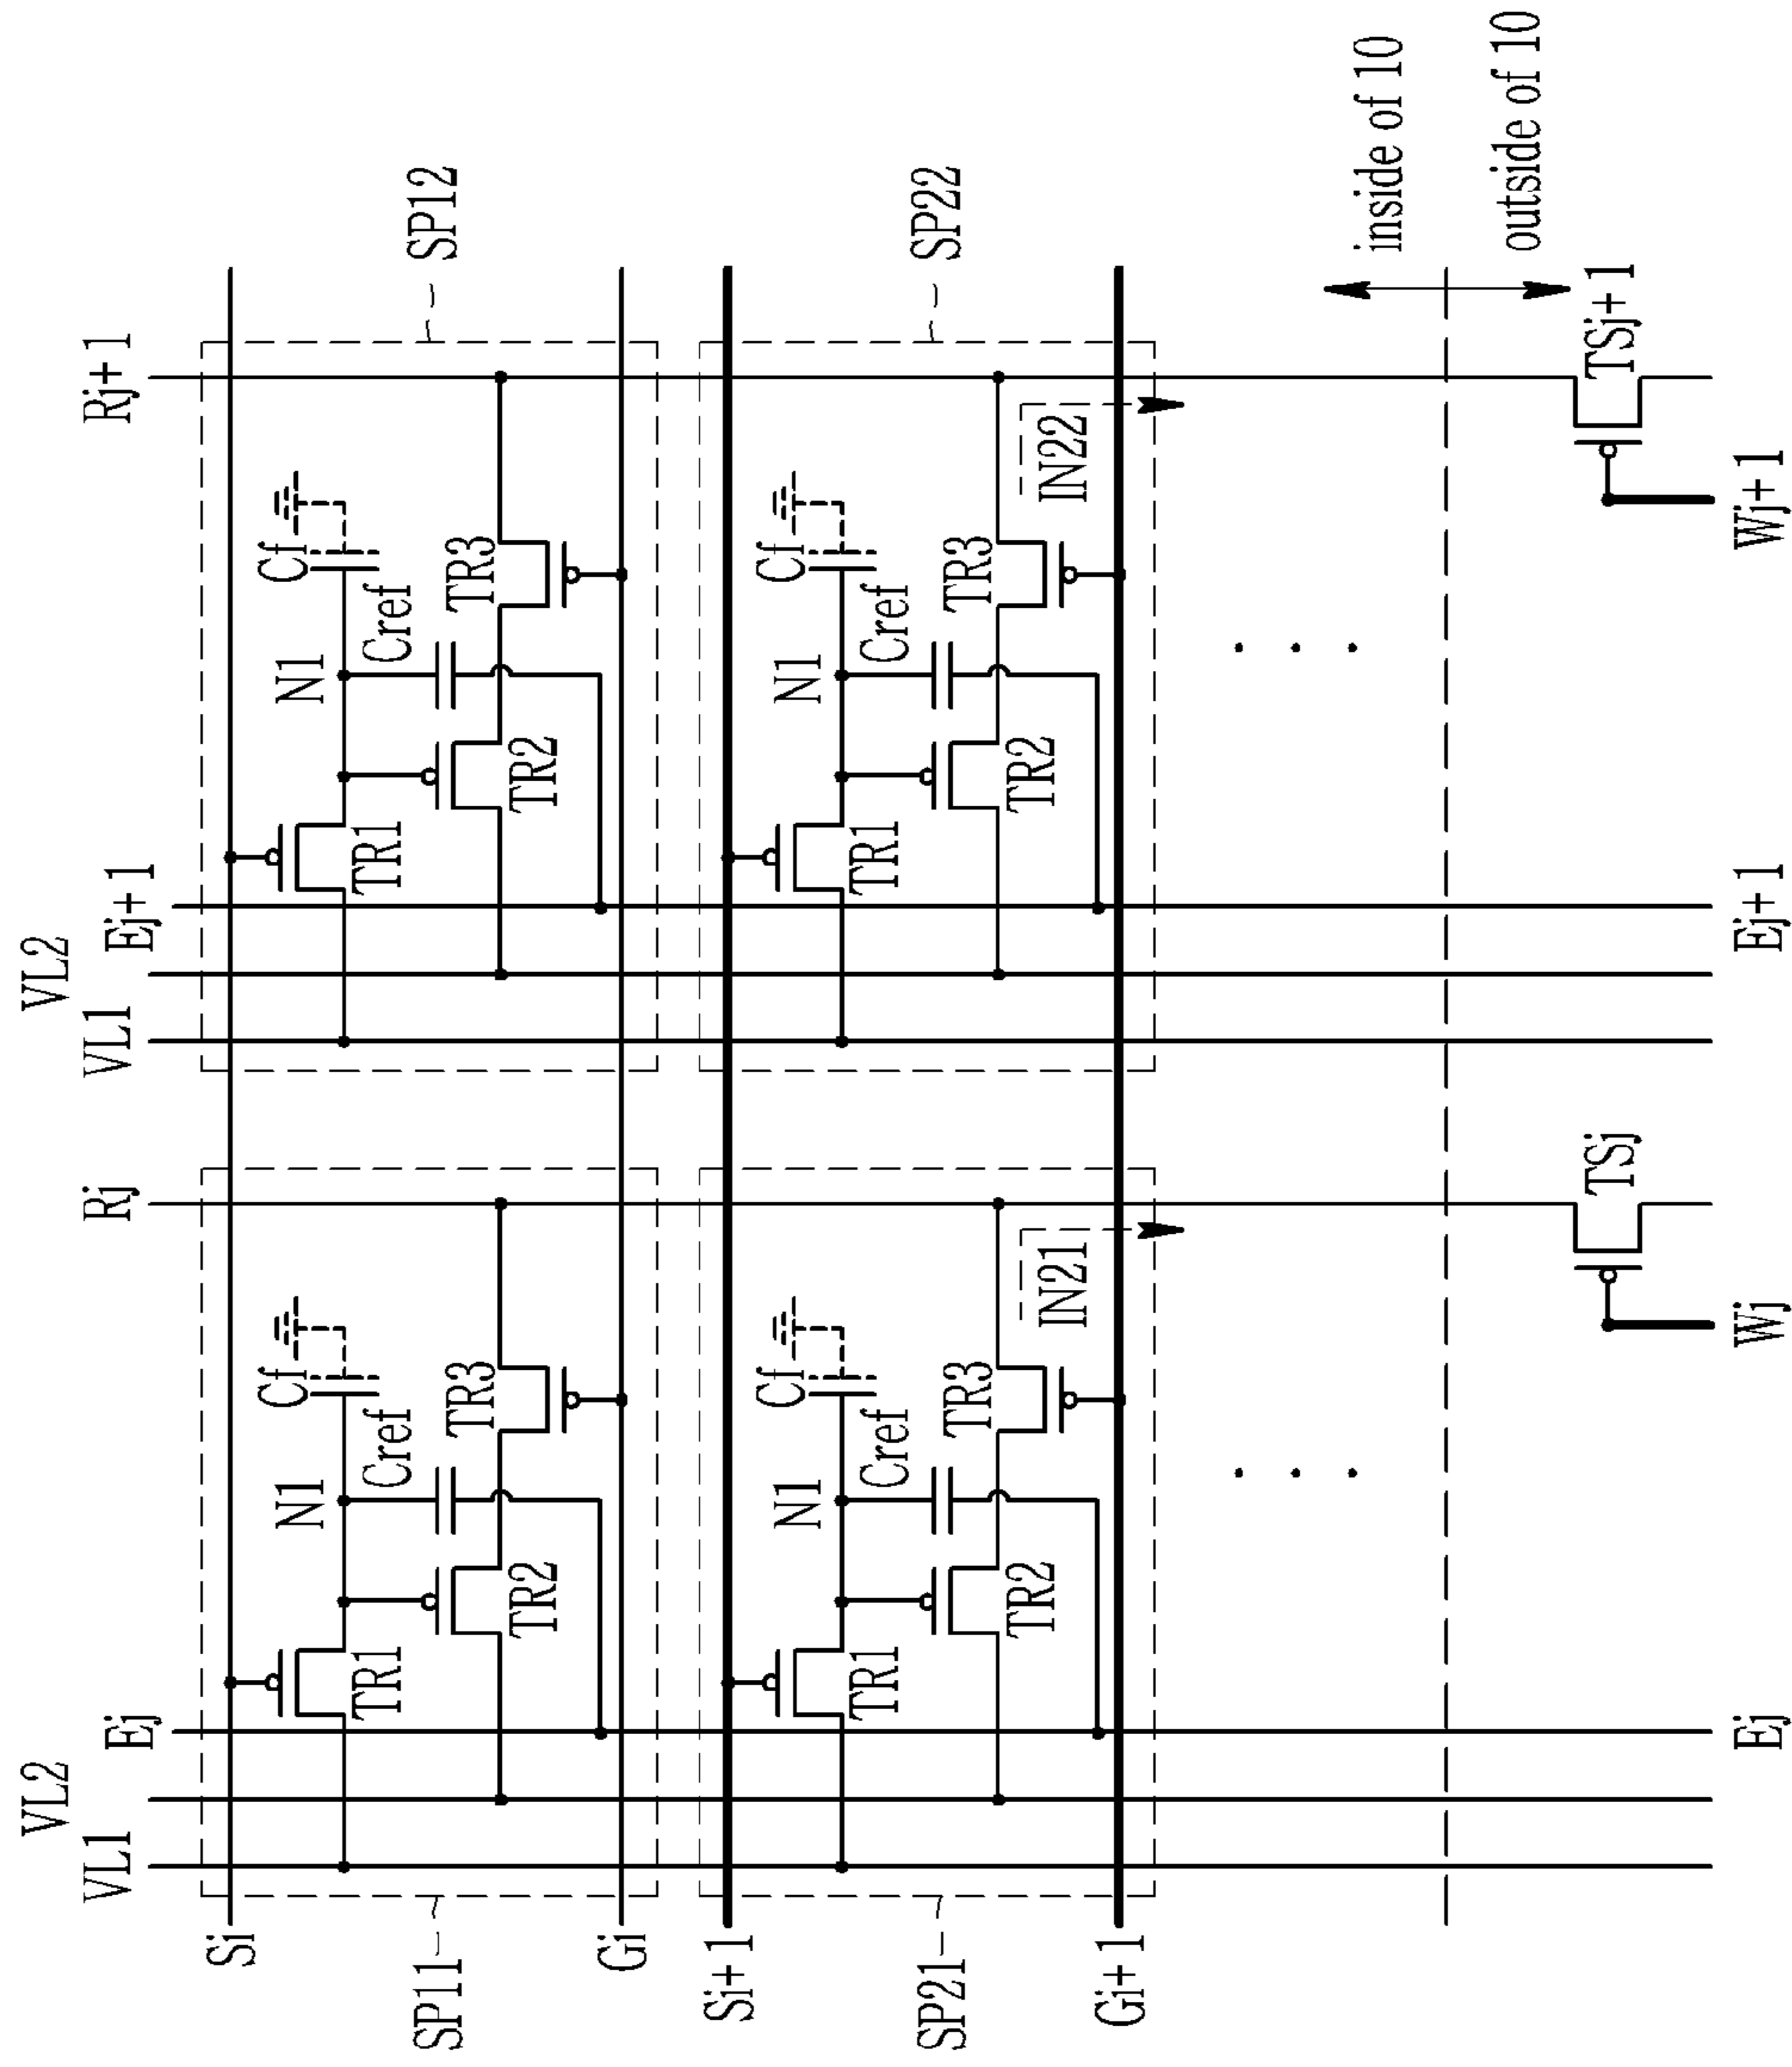 VL1
VL2
Ej
Rj
VL1
VL2
Ej+1
Rj+1
Si
SP11
TR1
N1
Cf
Cref
TR2
TR3
TR1
N1
Cf
Cref
TR2
TR3
SP12
Gi
Si+1
SP21
TR1
N1
Cf
Cref
TR2
TR3
IN21
TR1
N1
Cf
Cref
TR2
TR3
IN22
SP22
Gi+1
inside of 10
outside of 10
TSj
TSj+1
Ej
Wj
Ej+1
Wj+1